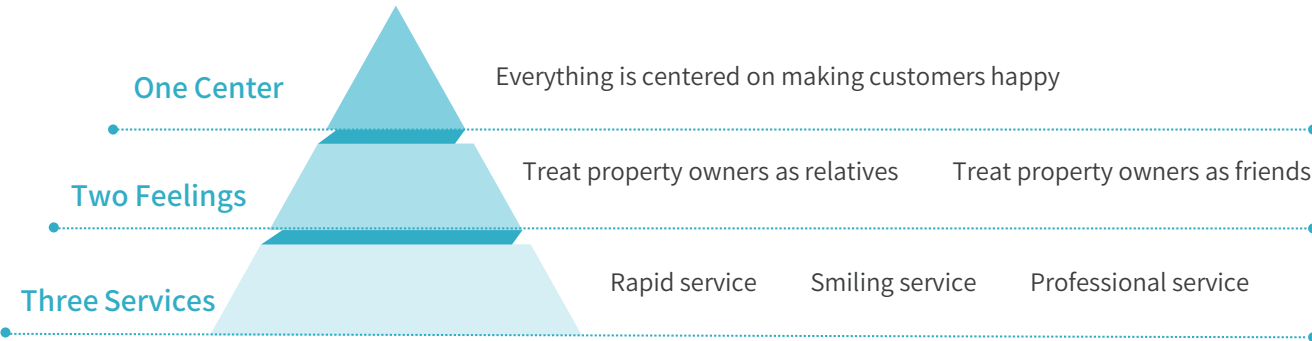 One Center
Everything is centered on making customers happy
Two Feelings
Treat property owners as relatives
Treat property owners as friends
Three Services
Rapid service
Smiling service
Professional service